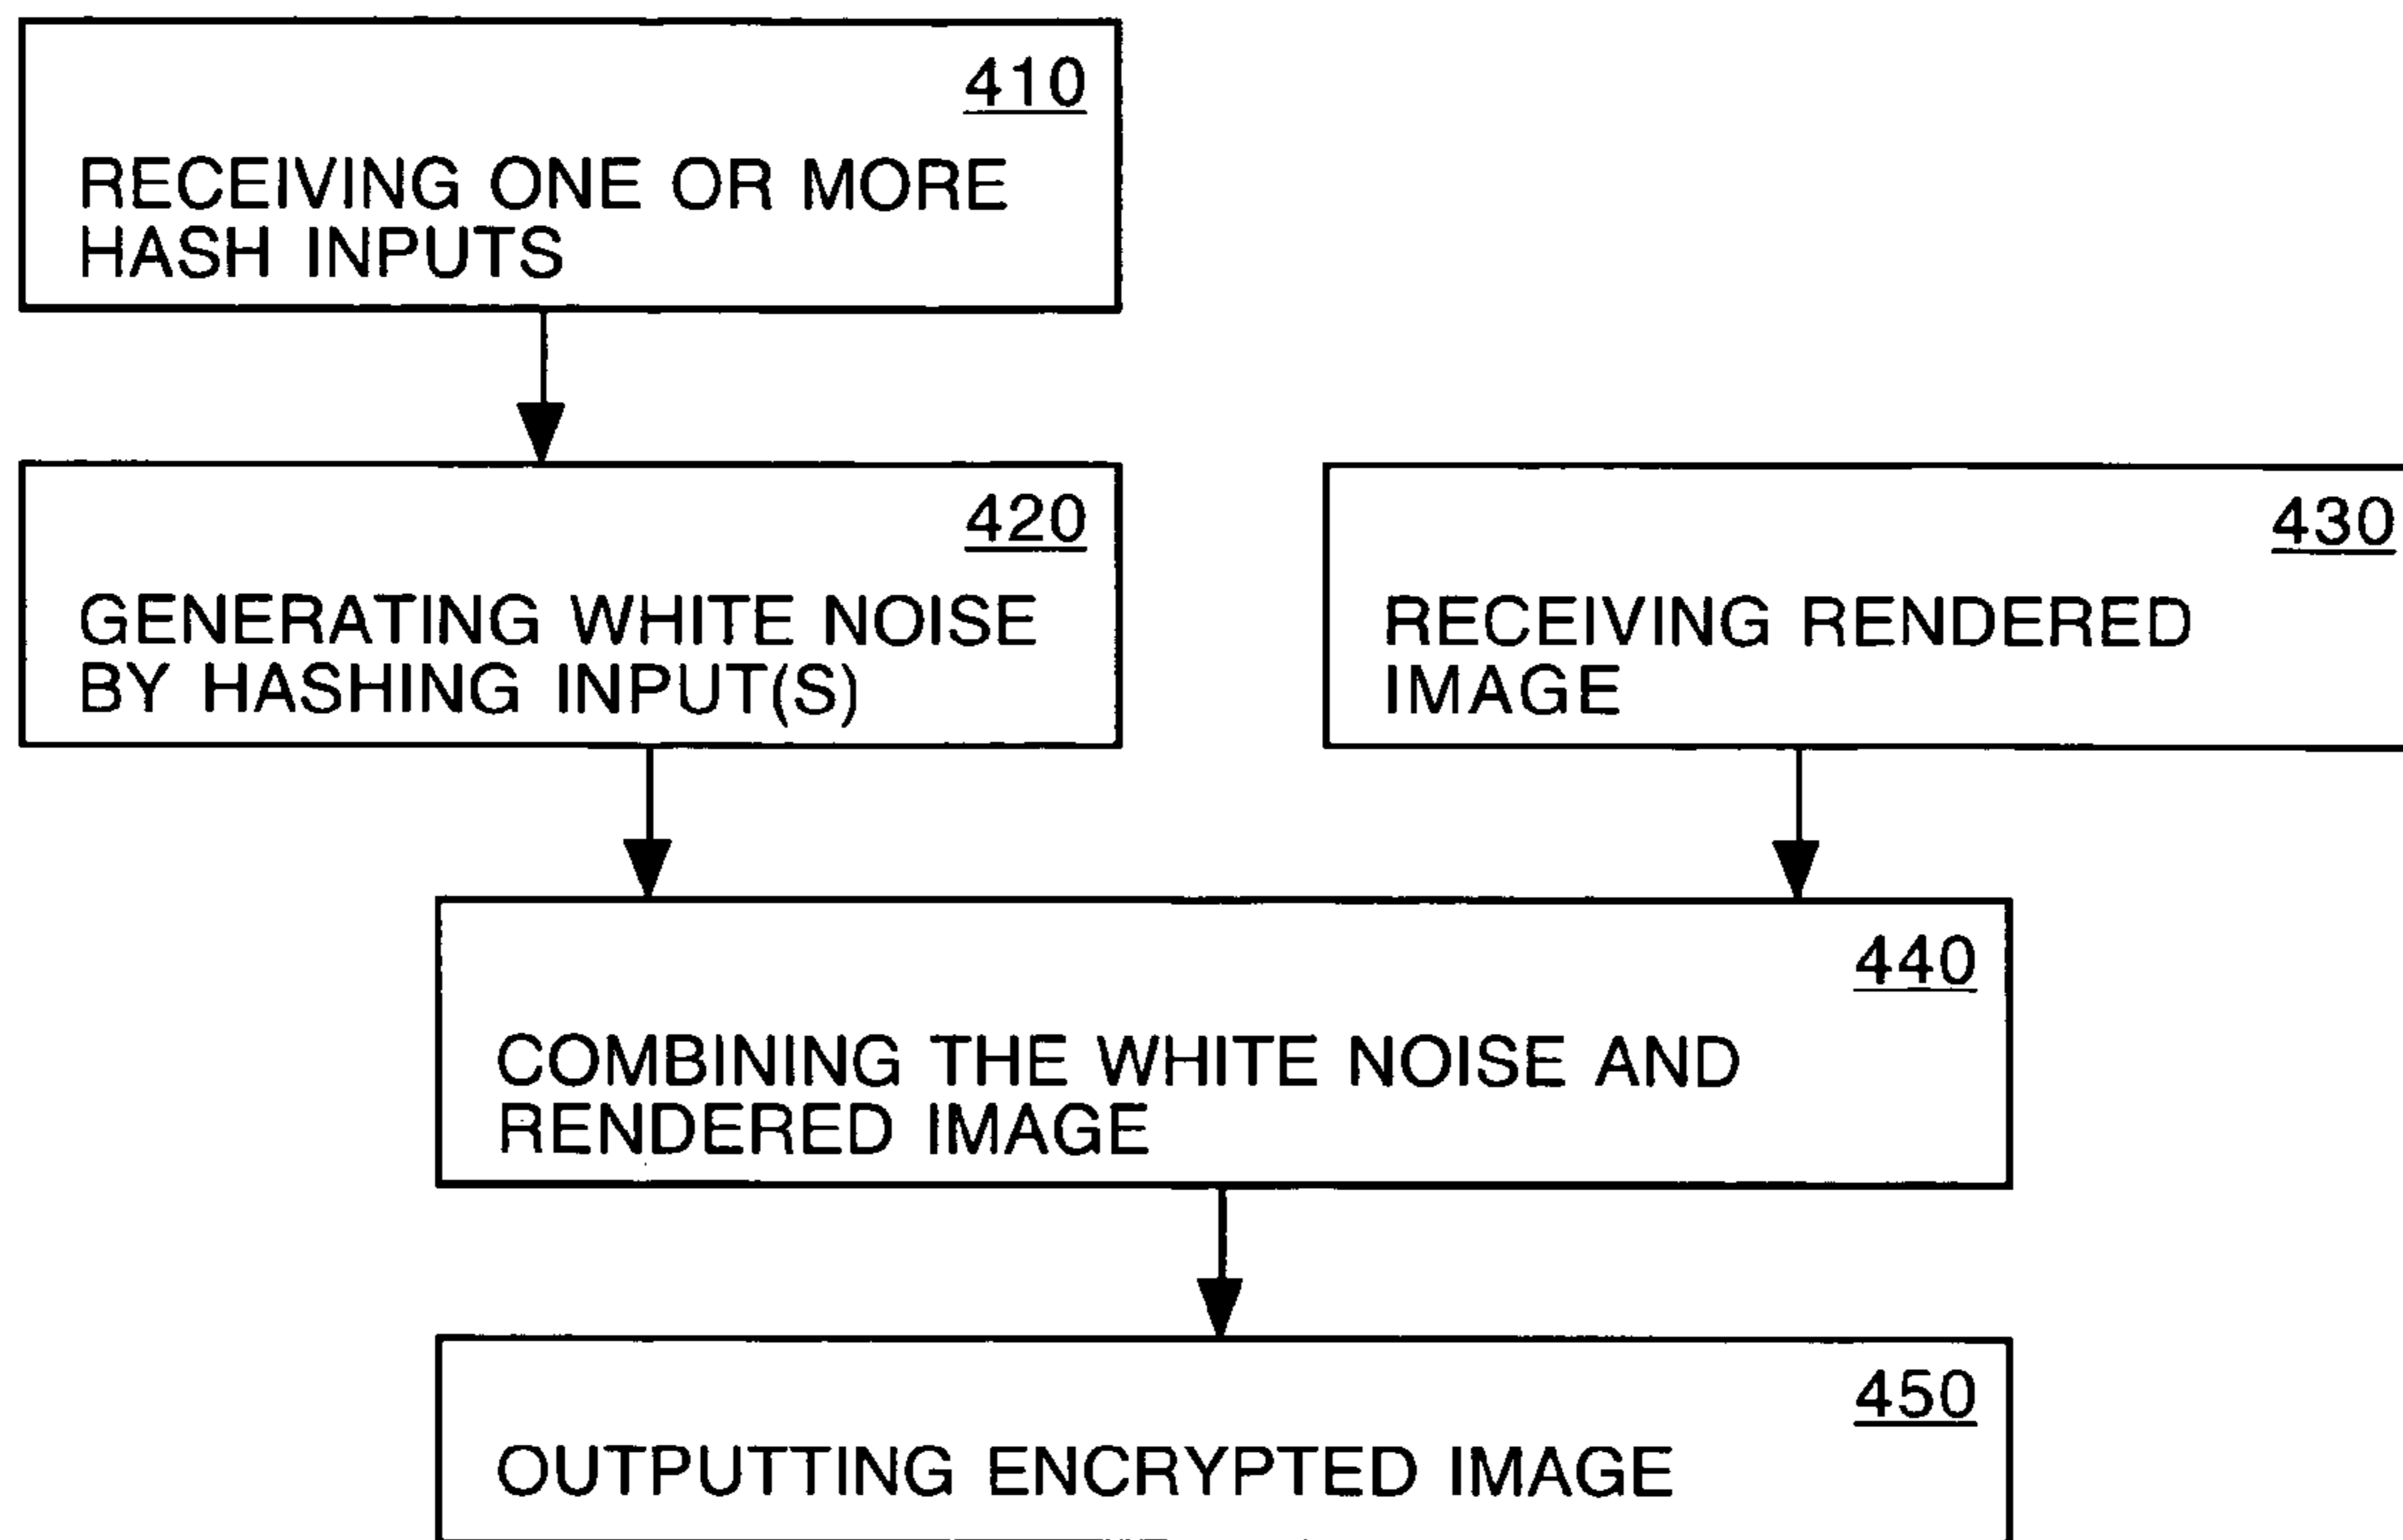 410
RECEIVING ONE OR MORE
HASH INPUTS
420
GENERATING WHITE NOISE
BY HASHING INPUT(S)
430
RECEIVING RENDERED
IMAGE
440
COMBINING THE WHITE NOISE AND
RENDERED IMAGE
450
OUTPUTTING ENCRYPTED IMAGE